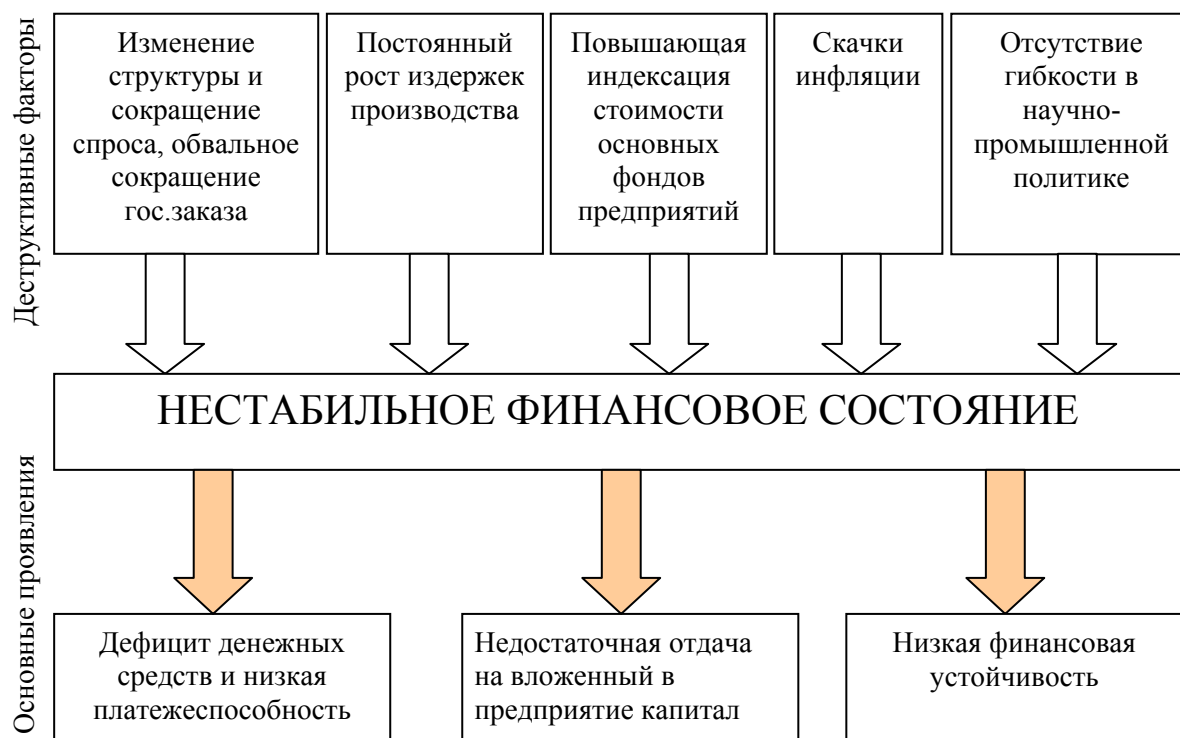 Деструктивные факторы
Изменение
структуры и
сокращение
спроса, обвальное
сокращение
гос.заказа
Постоянный
рост издержек
производства
Повышающая
индексация
стоимости
основных
фондов
предприятий
Скачки
инфляции
Отсутствие
гибкости в
научно-
промышленной
политике
НЕСТАБИЛЬНОЕ ФИНАНСОВОЕ СОСТОЯНИЕ
Основные проявления
Дефицит денежных
средств и низкая
платежеспособность
Недостаточная отдача
на вложенный в
предприятие капитал
Низкая финансовая
устойчивость